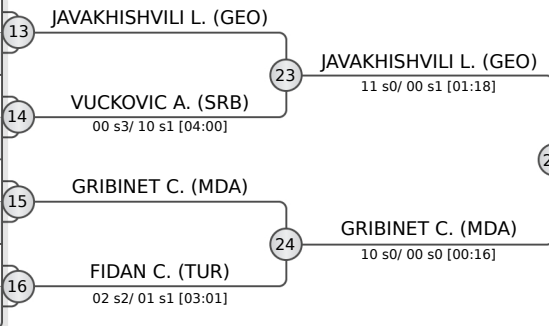 JAVAKHISHVILI L. (GEO)
13
23
JAVAKHISHVILI L. (GEO)
11 s0/ 00 s1 [01:18]
VUCKOVIC A. (SRB)
14
00 s3/ 10 s1 [04:00]
GRIBINET C. (MDA)
15
24
GRIBINET C. (MDA)
10 s0/ 00 s0 [00:16]
FIDAN C. (TUR)
16
02 s2/ 01 s1 [03:01]